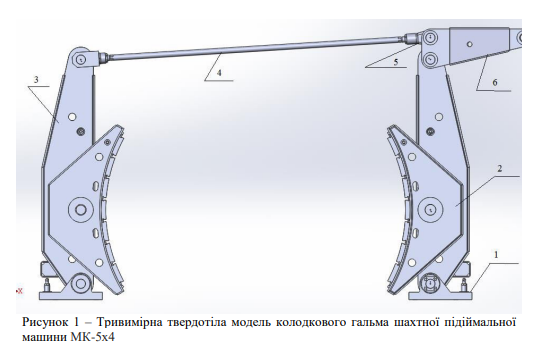 3
4
5
6
2
1
X
Рисунок 1 – Тривимірна твердотіла модель колодкового гальма шахтної підіймальної
машини МК-5х4